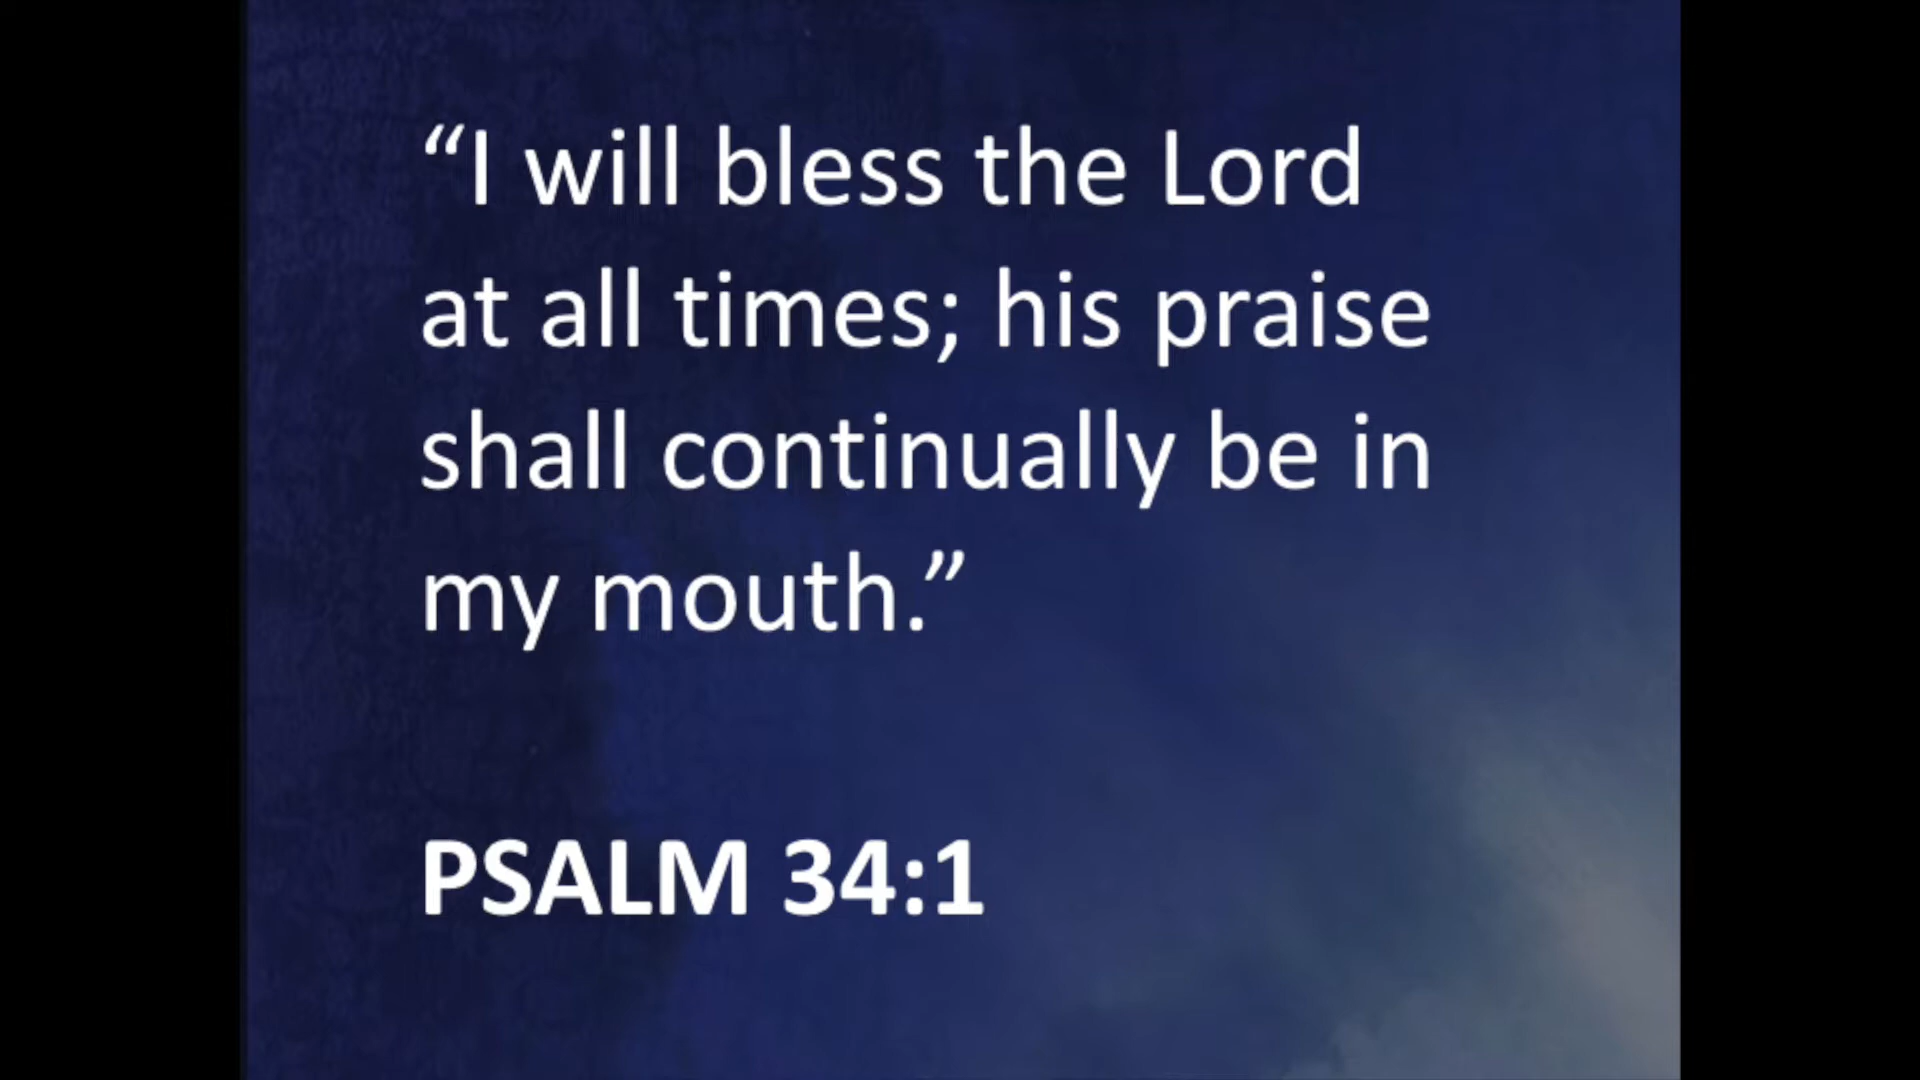 “I will bless the Lord
at all times; his praise
shall continually be in
my mouth.”
PSALM 34:1